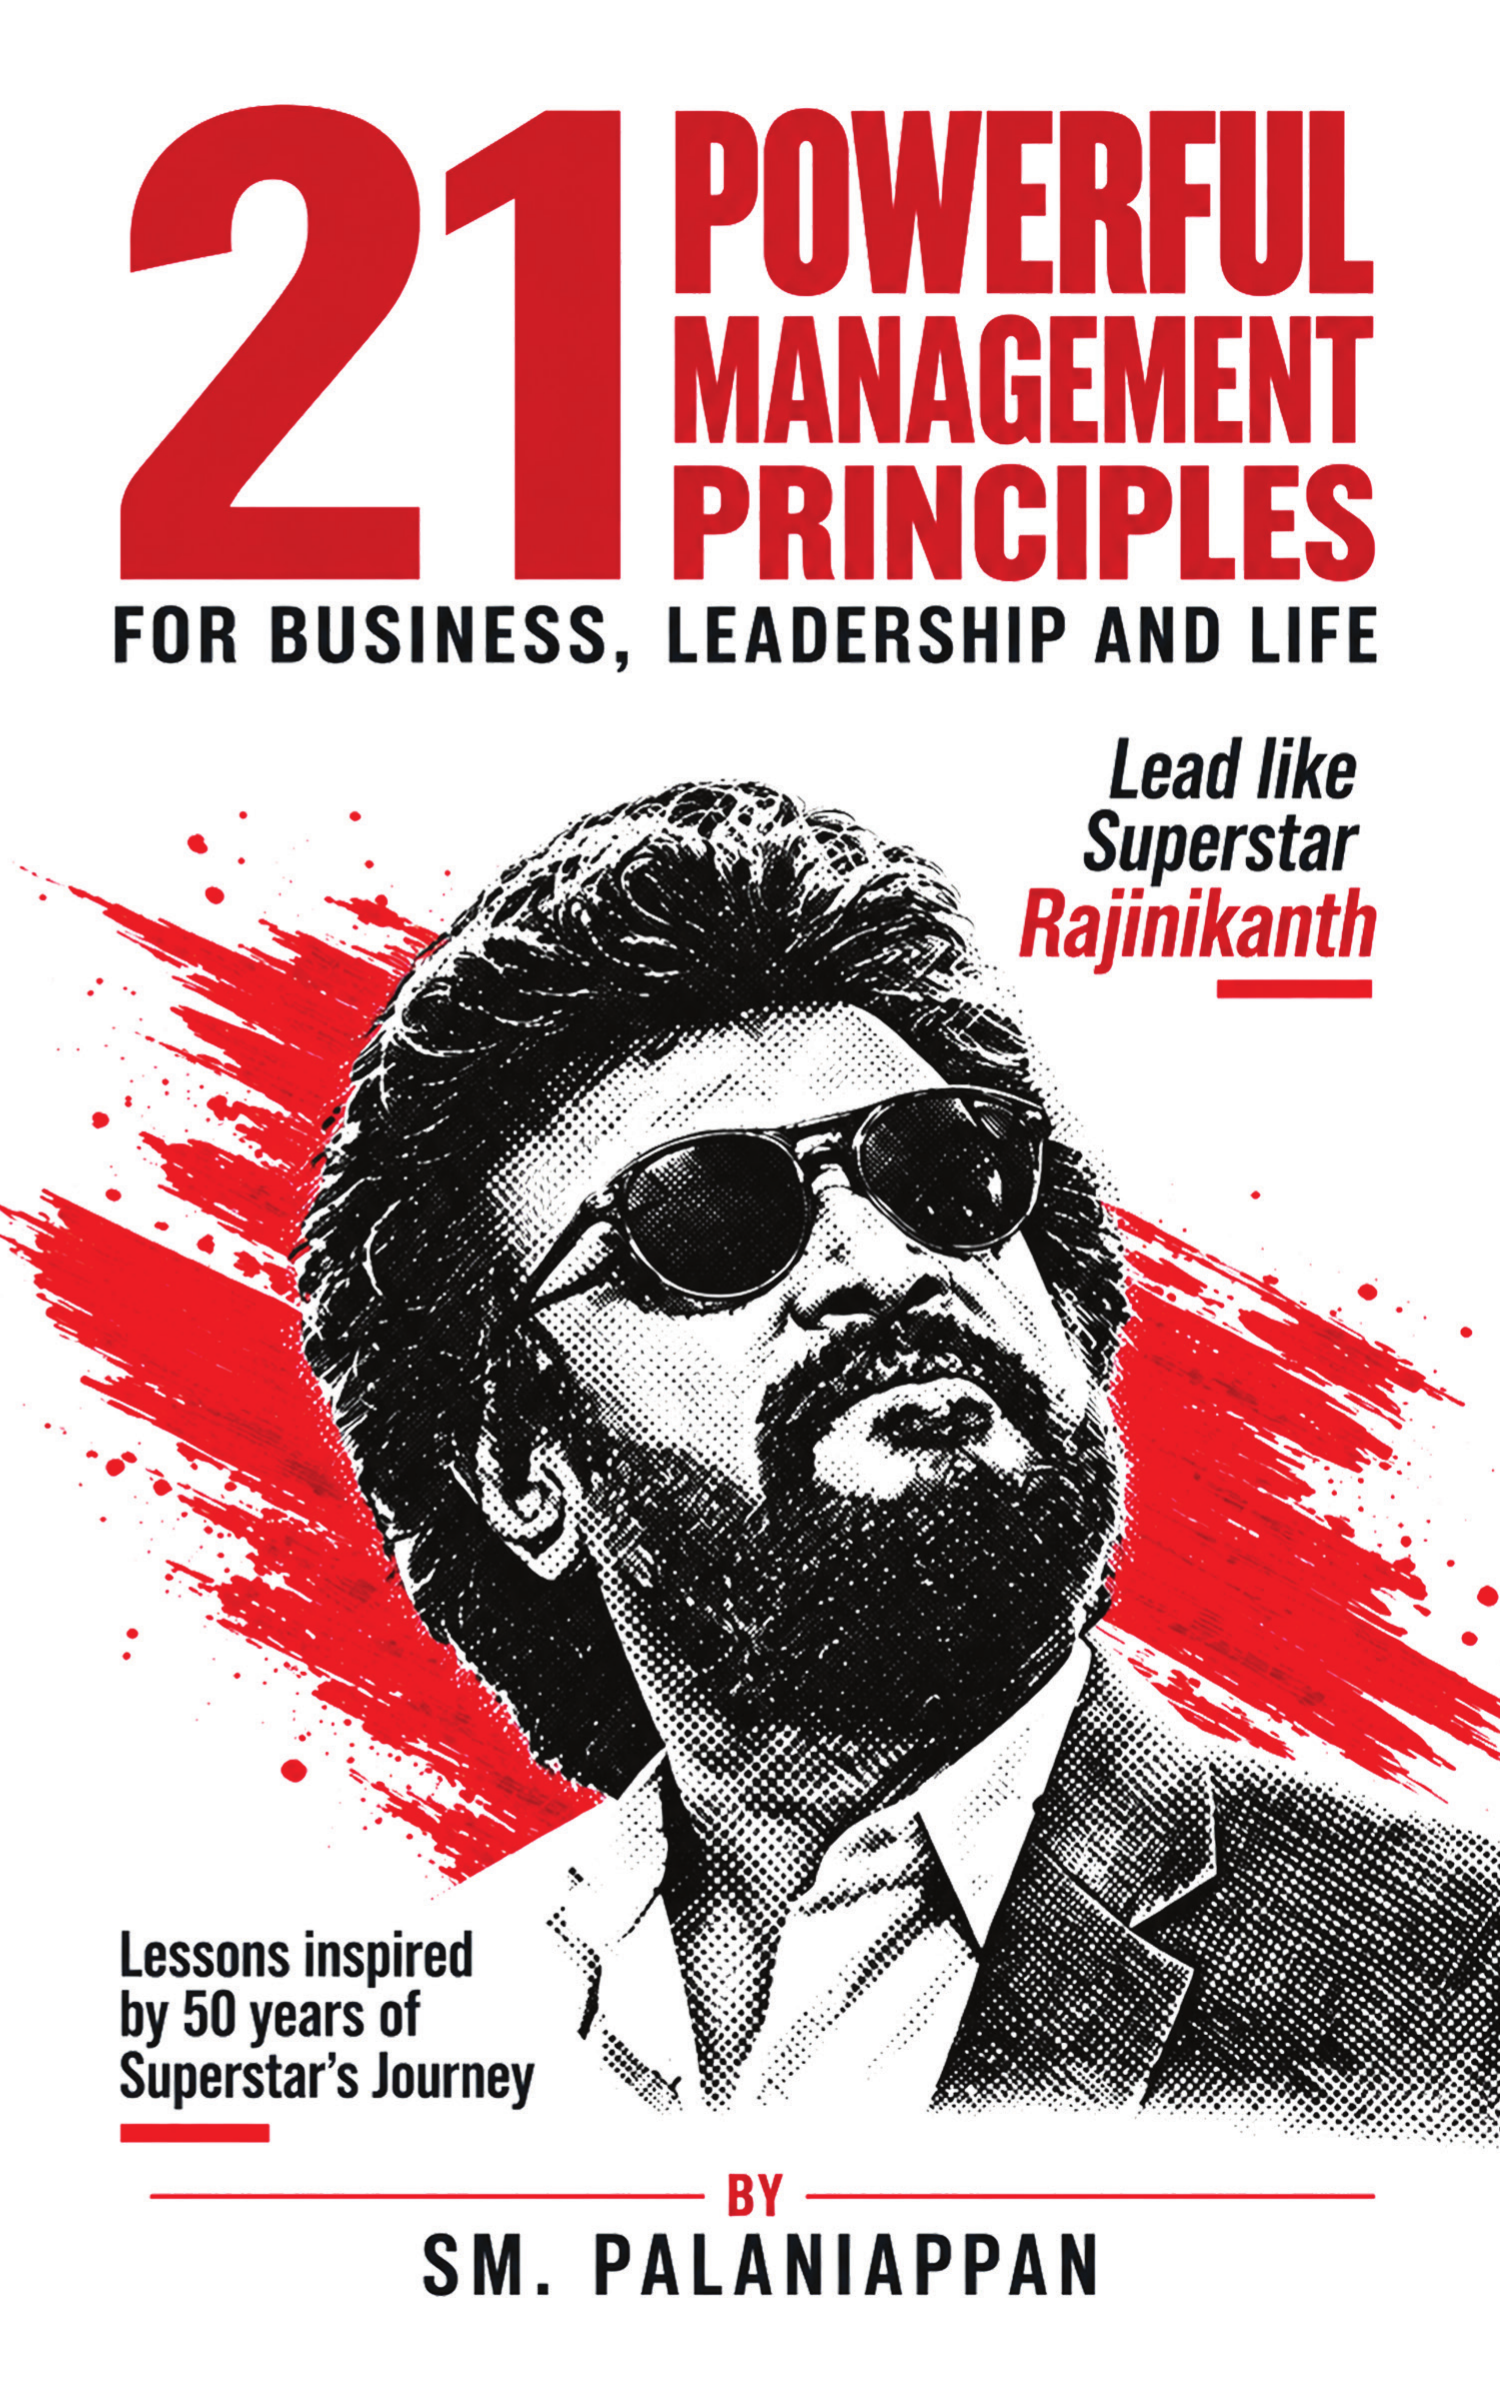 21 POWERFUL
MANAGEMENT
PRINCIPLES
FOR BUSINESS, LEADERSHIP AND LIFE
Lead like
Superstar
Rajinikanth
Lessons inspired
by 50 years of
Superstar's Journey
BY
SM. PALANIAPPAN